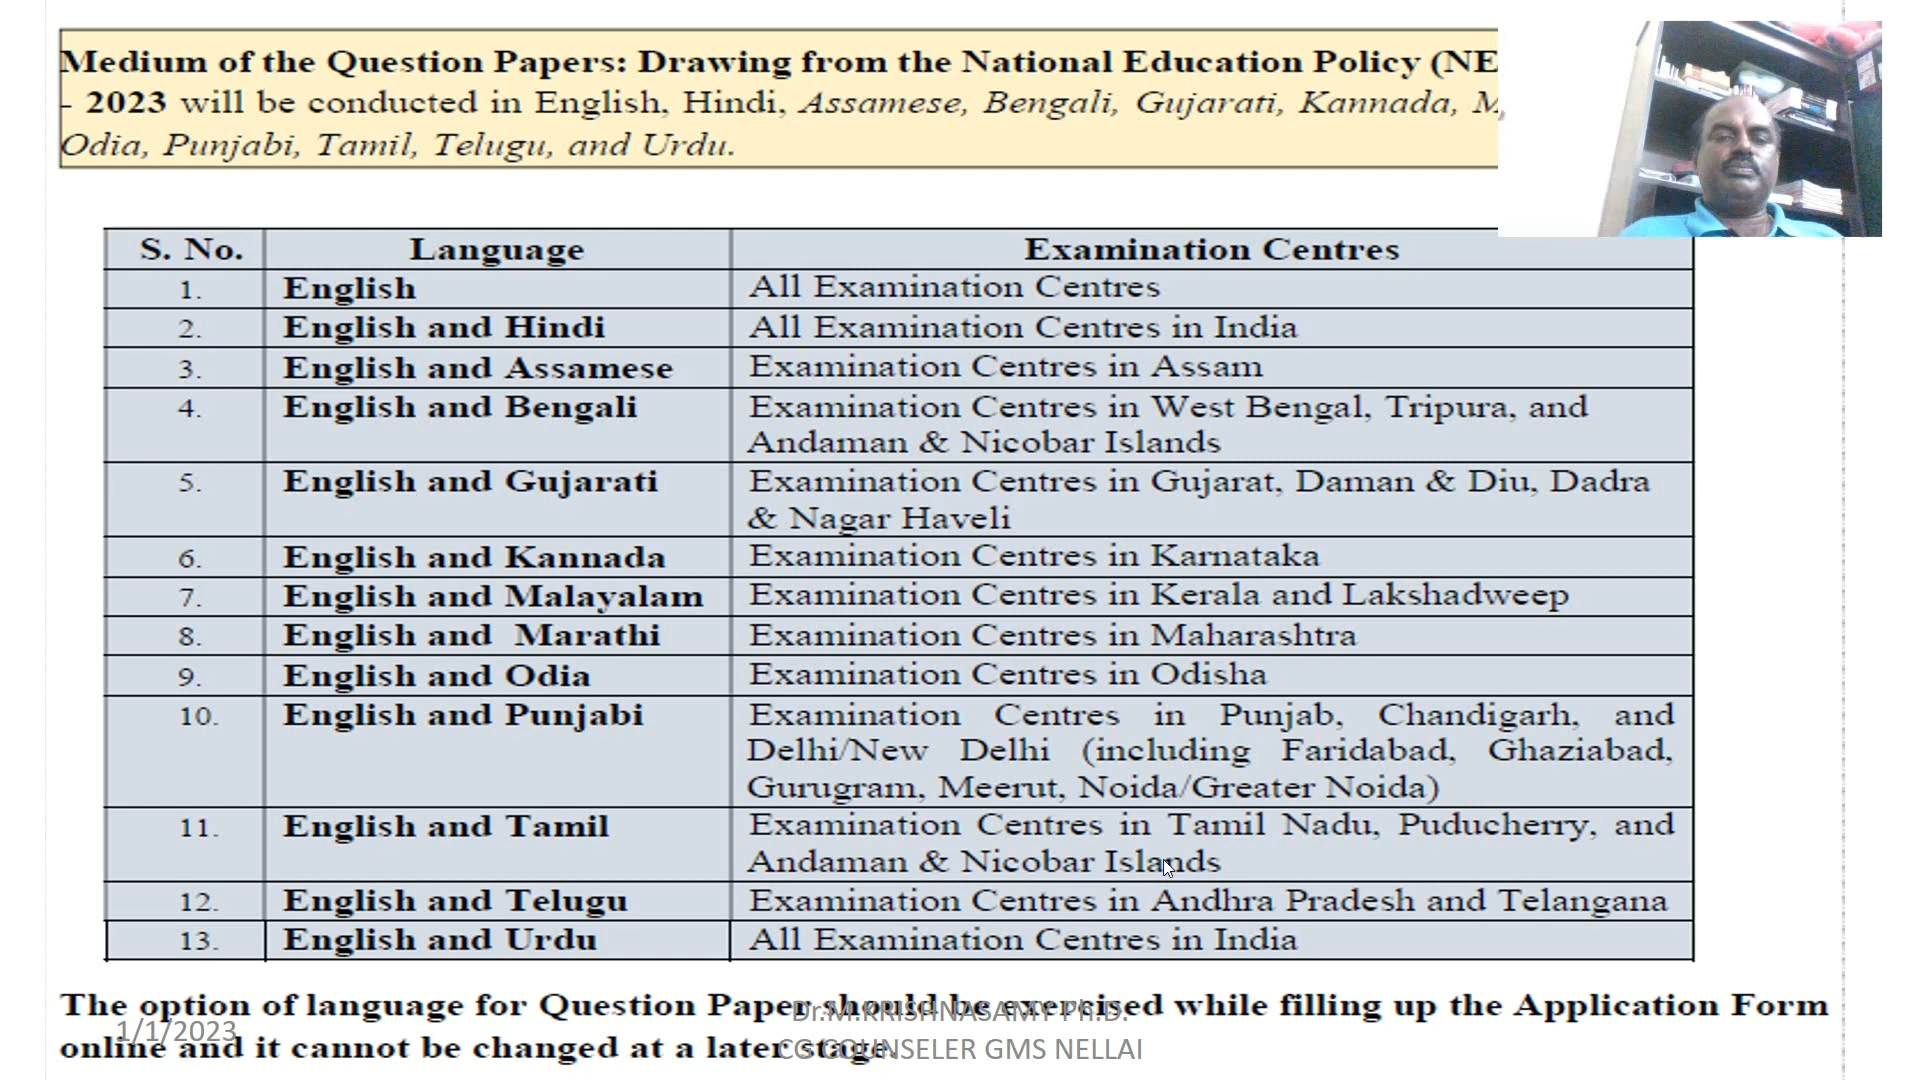 Medium of the Question Papers: Drawing from the National Education Policy (NE
- 2023 will be conducted in English, Hindi, Assamese, Bengali, Gujarati, Kannada, M
Odia, Punjabi, Tamil, Telugu, and Urdu.
S. No. Language Examination Centres
1. English All Examination Centres
2. English and Hindi All Examination Centres in India
3. English and Assamese Examination Centres in Assam
4. English and Bengali Examination Centres in West Bengal, Tripura, and
Andaman & Nicobar Islands
5. English and Gujarati Examination Centres in Gujarat, Daman & Diu, Dadra
& Nagar Haveli
6. English and Kannada Examination Centres in Karnataka
7. English and Malayalam Examination Centres in Kerala and Lakshadweep
8. English and Marathi Examination Centres in Maharashtra
9. English and Odia Examination Centres in Odisha
10. English and Punjabi Examination Centres in Punjab, Chandigarh, and
Delhi/New Delhi (including Faridabad, Ghaziabad,
Gurugram, Meerut, Noida/Greater Noida)
11. English and Tamil Examination Centres in Tamil Nadu, Puducherry, and
Andaman & Nicobar Islands
12. English and Telugu Examination Centres in Andhra Pradesh and Telangana
13. English and Urdu All Examination Centres in India
The option of language for Question Paper should be exercised while filling up the Application Form
online and it cannot be changed at a later stage.
1/1/2023
Dr.M.KRISHNASAMY Ph.D.
CG COUNSELER GMS NELLAI